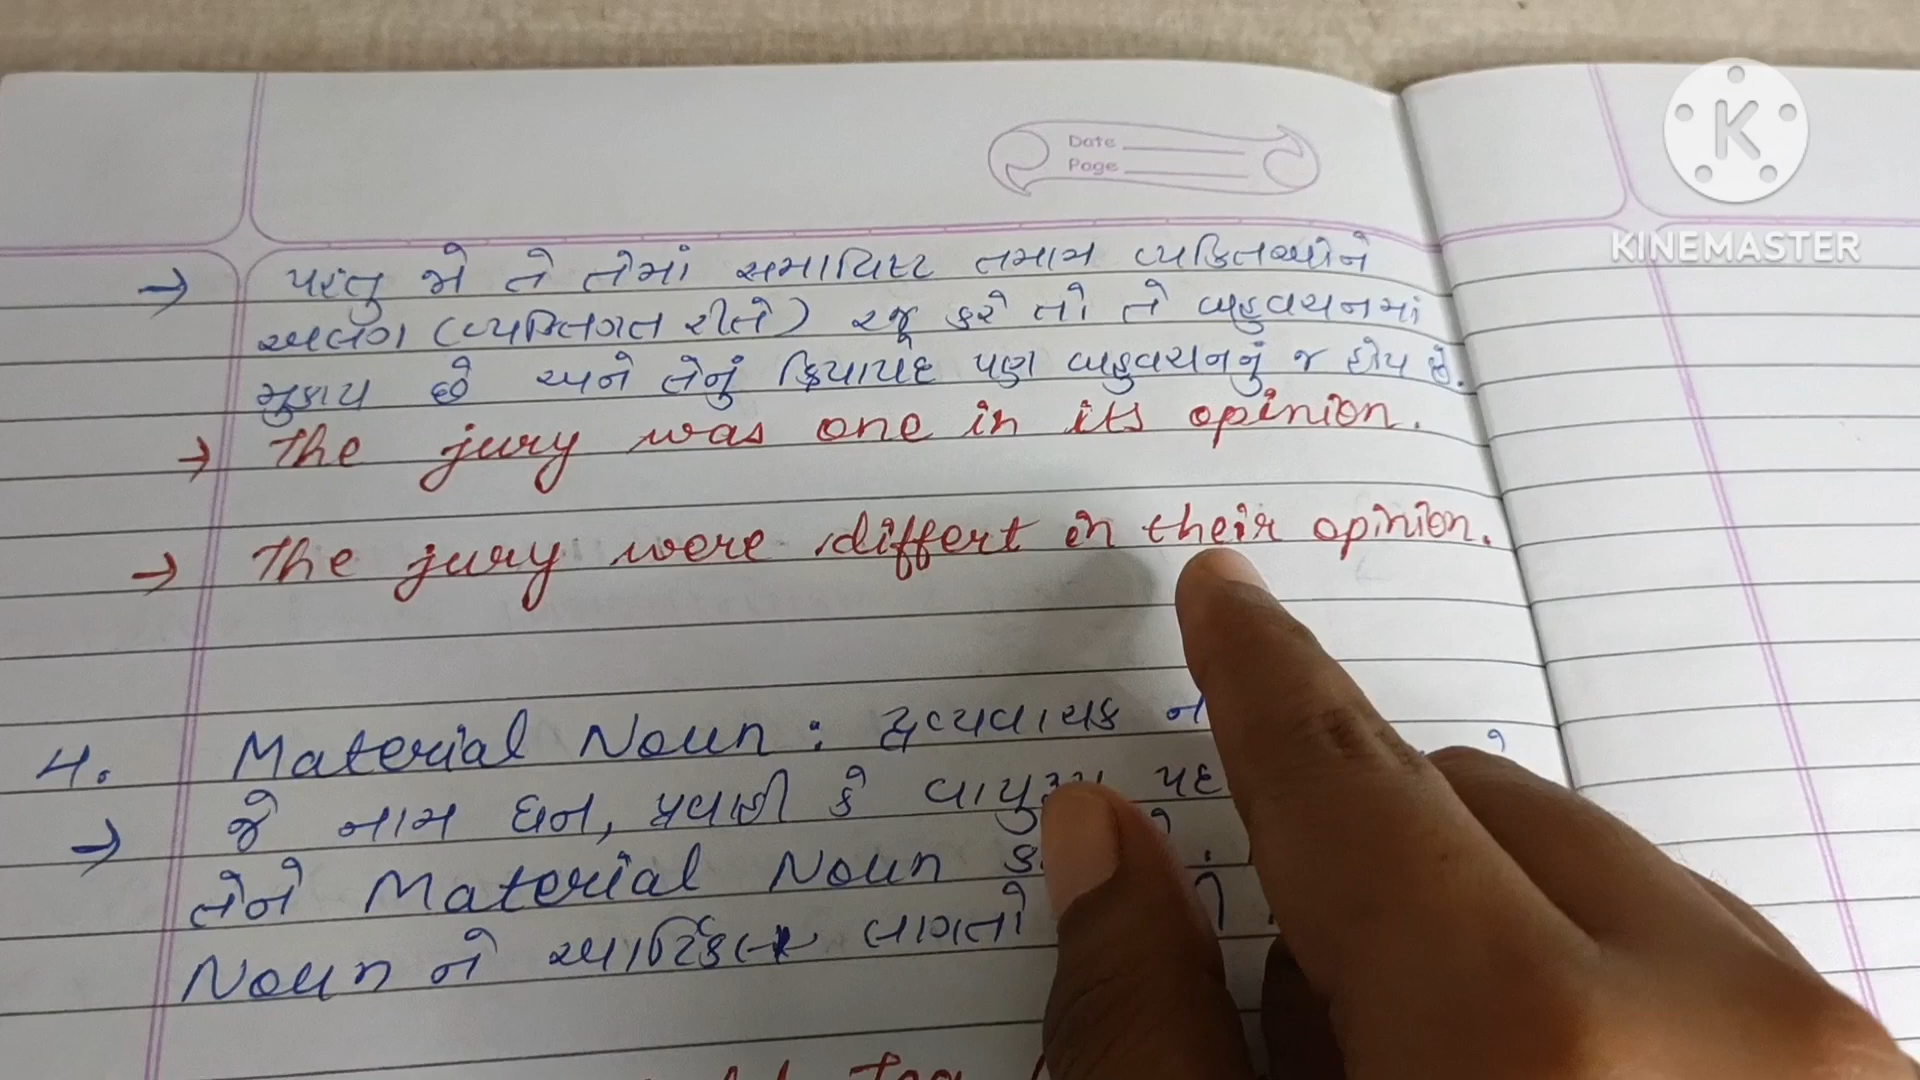 Date
Page
K
KINEMASTER
→ પરંતુ જો તે તેમાં સમાવિષ્ટ તમામ વ્યક્તિઓને
અલગ (વ્યક્તિગત રીતે) રજૂ કરે તો તે બહુવચનમાં
મુકાય છે અને તેનું ક્રિયાપદ પણ બહુવચનનું જ હોય છે.
→ The jury was one in its opinion.
→ The jury were differt in their opinion.
4. Material Noun : દ્રવ્યવાચક
→ જે નામ ઘન, પ્રવાહી કે
તેને Material Noun
Noun ને આર્ટિકલ લાગતો